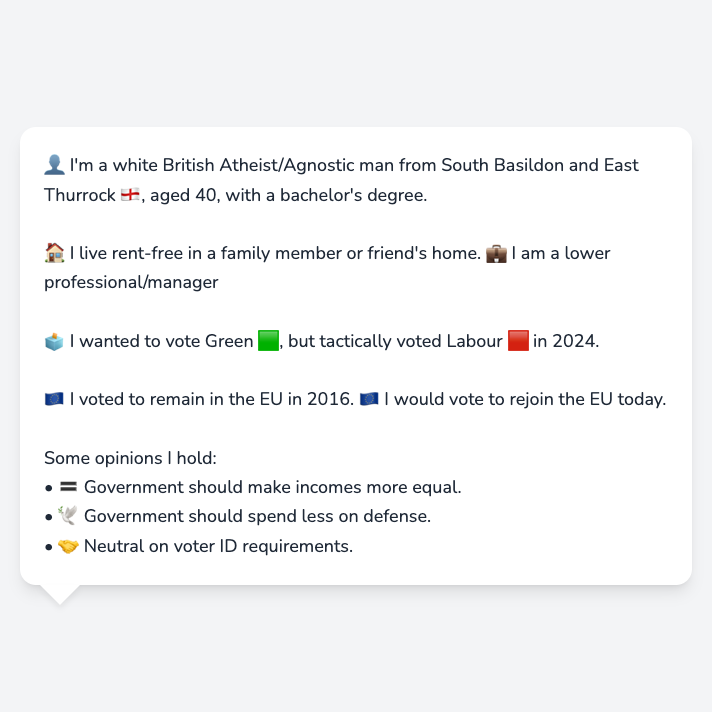 👤 I'm a white British Atheist/Agnostic man from South Basildon and East
Thurrock 🏴󠁧󠁢󠁥󠁮󠁧󠁿, aged 40, with a bachelor's degree.
🏠 I live rent-free in a family member or friend's home. 💼 I am a lower
professional/manager
🗳️ I wanted to vote Green 🟩, but tactically voted Labour 🟥 in 2024.
🇪🇺 I voted to remain in the EU in 2016. 🇪🇺 I would vote to rejoin the EU today.
Some opinions I hold:
• 🟰 Government should make incomes more equal.
• 🕊️ Government should spend less on defense.
• 🤝 Neutral on voter ID requirements.